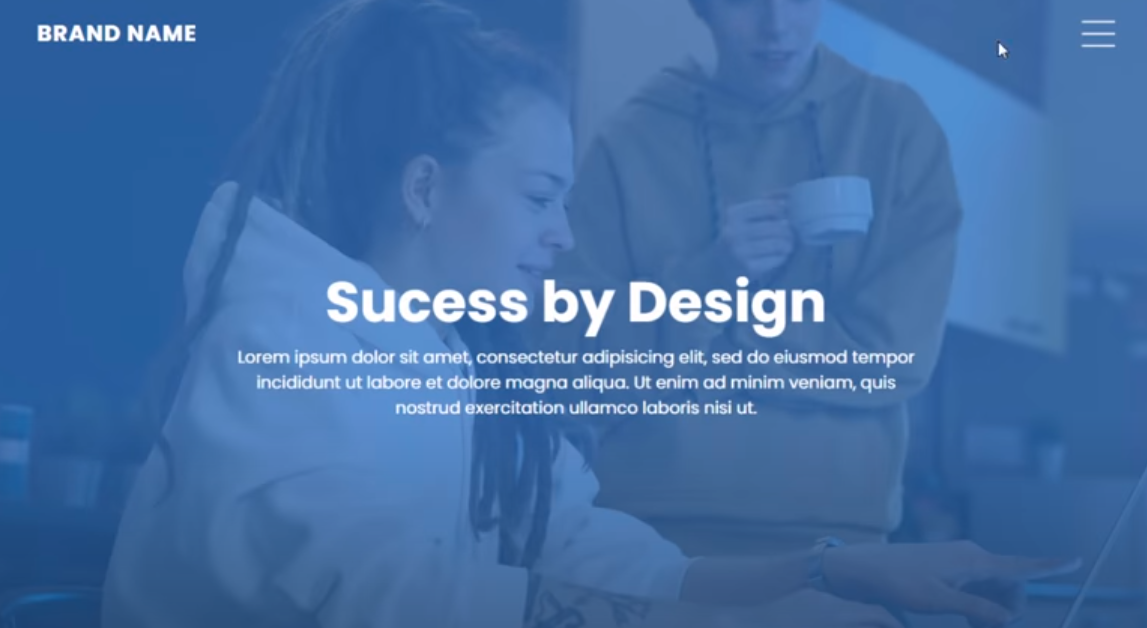 BRAND NAME
Sucess by Design
Lorem ipsum dolor sit amet, consectetur adipisicing elit, sed do eiusmod tempor
incididunt ut labore et dolore magna aliqua. Ut enim ad minim veniam, quis
nostrud exercitation ullamco laboris nisi ut.